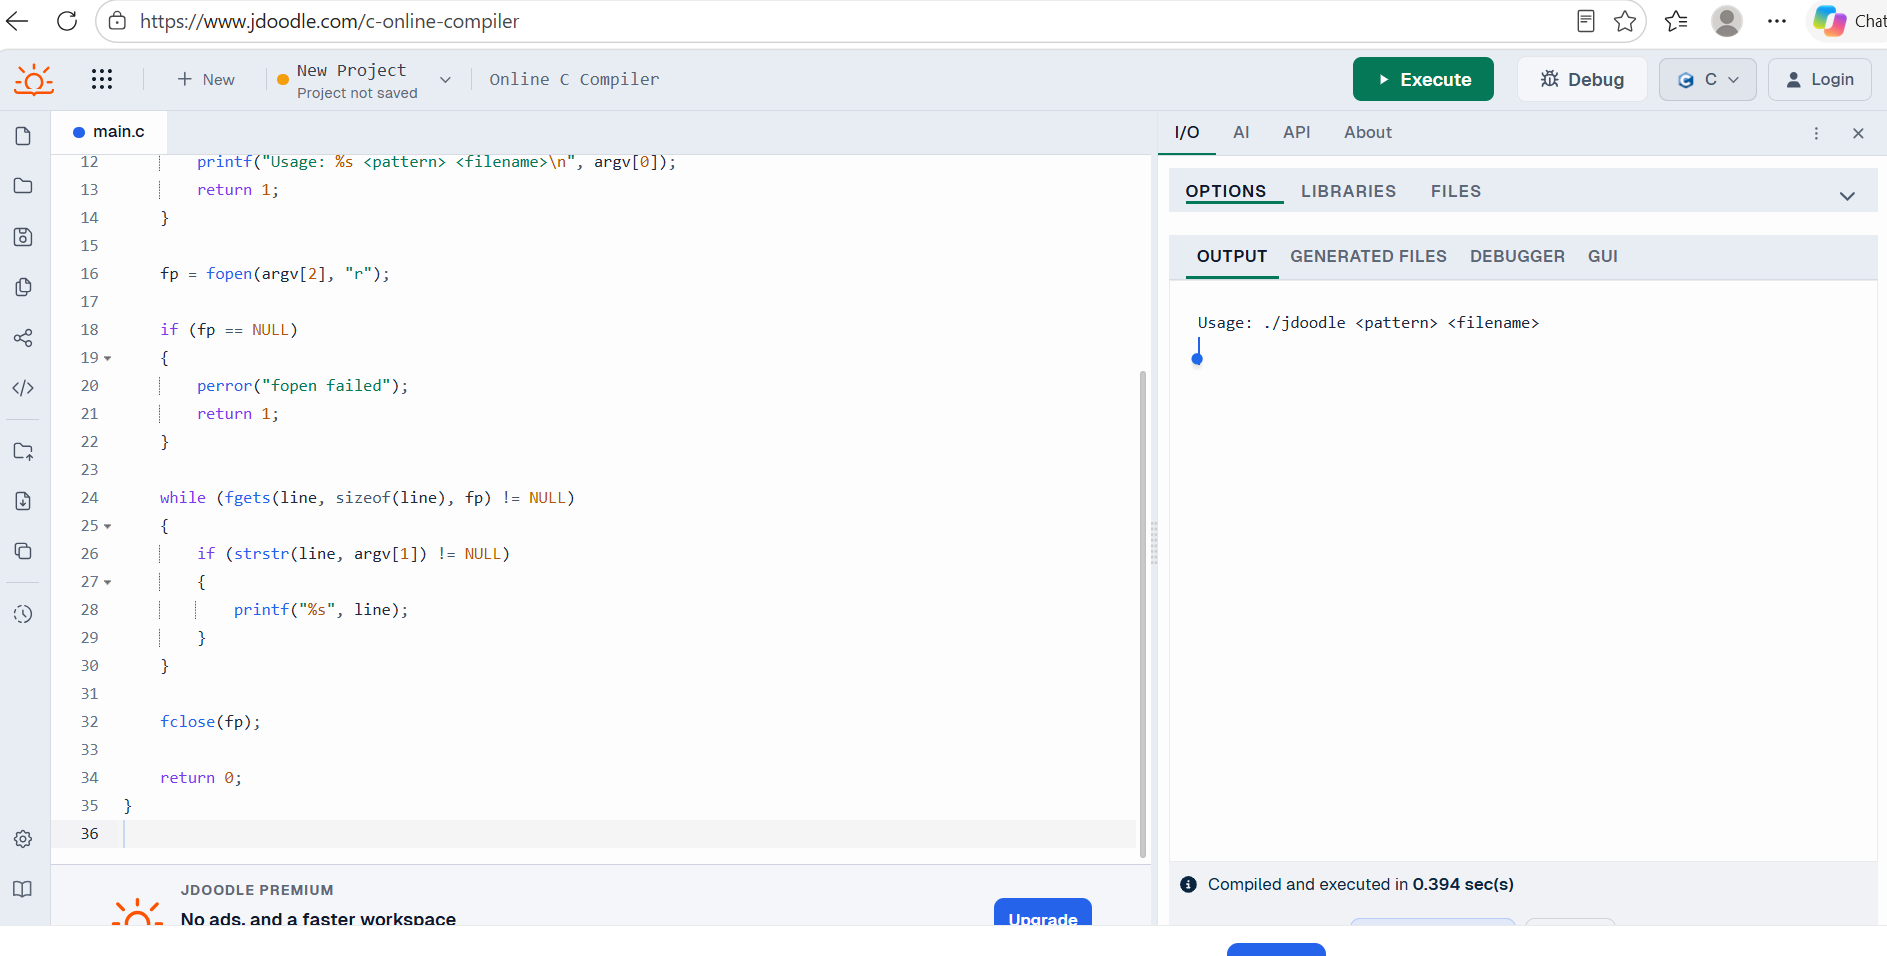 https://www.jdoodle.com/c-online-compiler
Chat
New
New Project
Project not saved
Online C Compiler
Execute
Debug
C
Login
main.c
12 printf("Usage: %s <pattern> <filename>\n", argv[0]);
13 return 1;
14 }
15
16 fp = fopen(argv[2], "r");
17
18 if (fp == NULL)
19 {
20 perror("fopen failed");
21 return 1;
22 }
23
24 while (fgets(line, sizeof(line), fp) != NULL)
25 {
26 if (strstr(line, argv[1]) != NULL)
27 {
28 printf("%s", line);
29 }
30 }
31
32 fclose(fp);
33
34 return 0;
35 }
36
JDOODLE PREMIUM
No ads, and a faster workspace
Upgrade
I/O AI API About
OPTIONS LIBRARIES FILES
OUTPUT GENERATED FILES DEBUGGER GUI
Usage: ./jdoodle <pattern> <filename>
Compiled and executed in 0.394 sec(s)